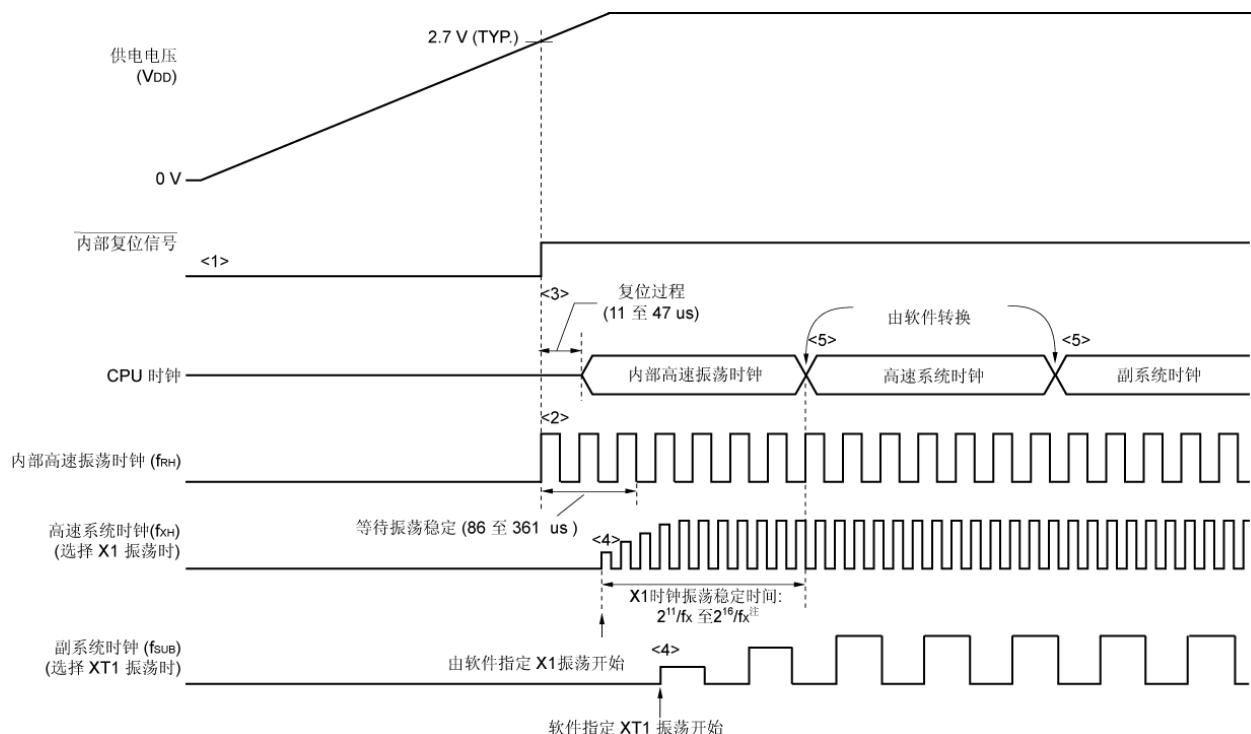 2.7 V (TYP.)
供电电压
(VDD)
0 V
内部复位信号
<1>
<3>
复位过程
(11 至 47 us)
由软件转换
<5>
<5>
CPU 时钟
内部高速振荡时钟
高速系统时钟
副系统时钟
<2>
内部高速振荡时钟 (fRH)
等待振荡稳定 (86 至 361 us )
高速系统时钟(fXH)
(选择 X1 振荡时)
<4>
X1时钟振荡稳定时间:
2¹¹/fX 至2¹⁶/fX注
副系统时钟 (fSUB)
(选择 XT1 振荡时)
由软件指定 X1振荡开始
<4>
软件指定 XT1 振荡开始